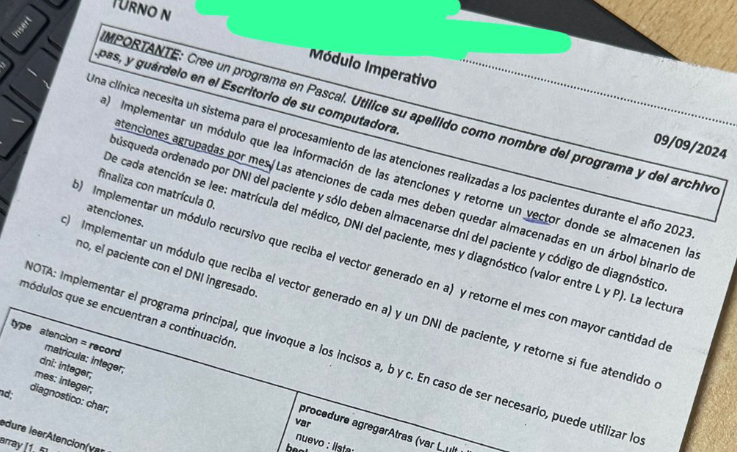 TURNO N
Módulo Imperativo
09/09/2024
IMPORTANTE: Cree un programa en Pascal. Utilice su apellido como nombre del programa y del archivo
.pas, y guárdelo en el Escritorio de su computadora.
Una clínica necesita un sistema para el procesamiento de las atenciones realizadas a los pacientes durante el año 2023.
a) Implementar un módulo que lea información de las atenciones y retorne un vector donde se almacenen las
atenciones agrupadas por mes. Las atenciones de cada mes deben quedar almacenadas en un árbol binario de
búsqueda ordenado por DNI del paciente y sólo deben almacenarse dni del paciente y código de diagnóstico.
De cada atención se lee: matrícula del médico, DNI del paciente, mes y diagnóstico (valor entre L y P). La lectura
finaliza con matrícula 0.
b) Implementar un módulo recursivo que reciba el vector generado en a) y retorne el mes con mayor cantidad de
atenciones.
c) Implementar un módulo que reciba el vector generado en a) y un DNI de paciente, y retorne si fue atendido o
no, el paciente con el DNI ingresado.
NOTA: Implementar el programa principal, que invoque a los incisos a, b y c. En caso de ser necesario, puede utilizar los
módulos que se encuentran a continuación.
type atencion = record
matricula: integer;
dni: integer;
mes: integer;
diagnostico: char;
nd;
edure leerAtencion(var
array [1..
procedure agregarAtras (var L,ult
var
nuevo : lista;
Insert